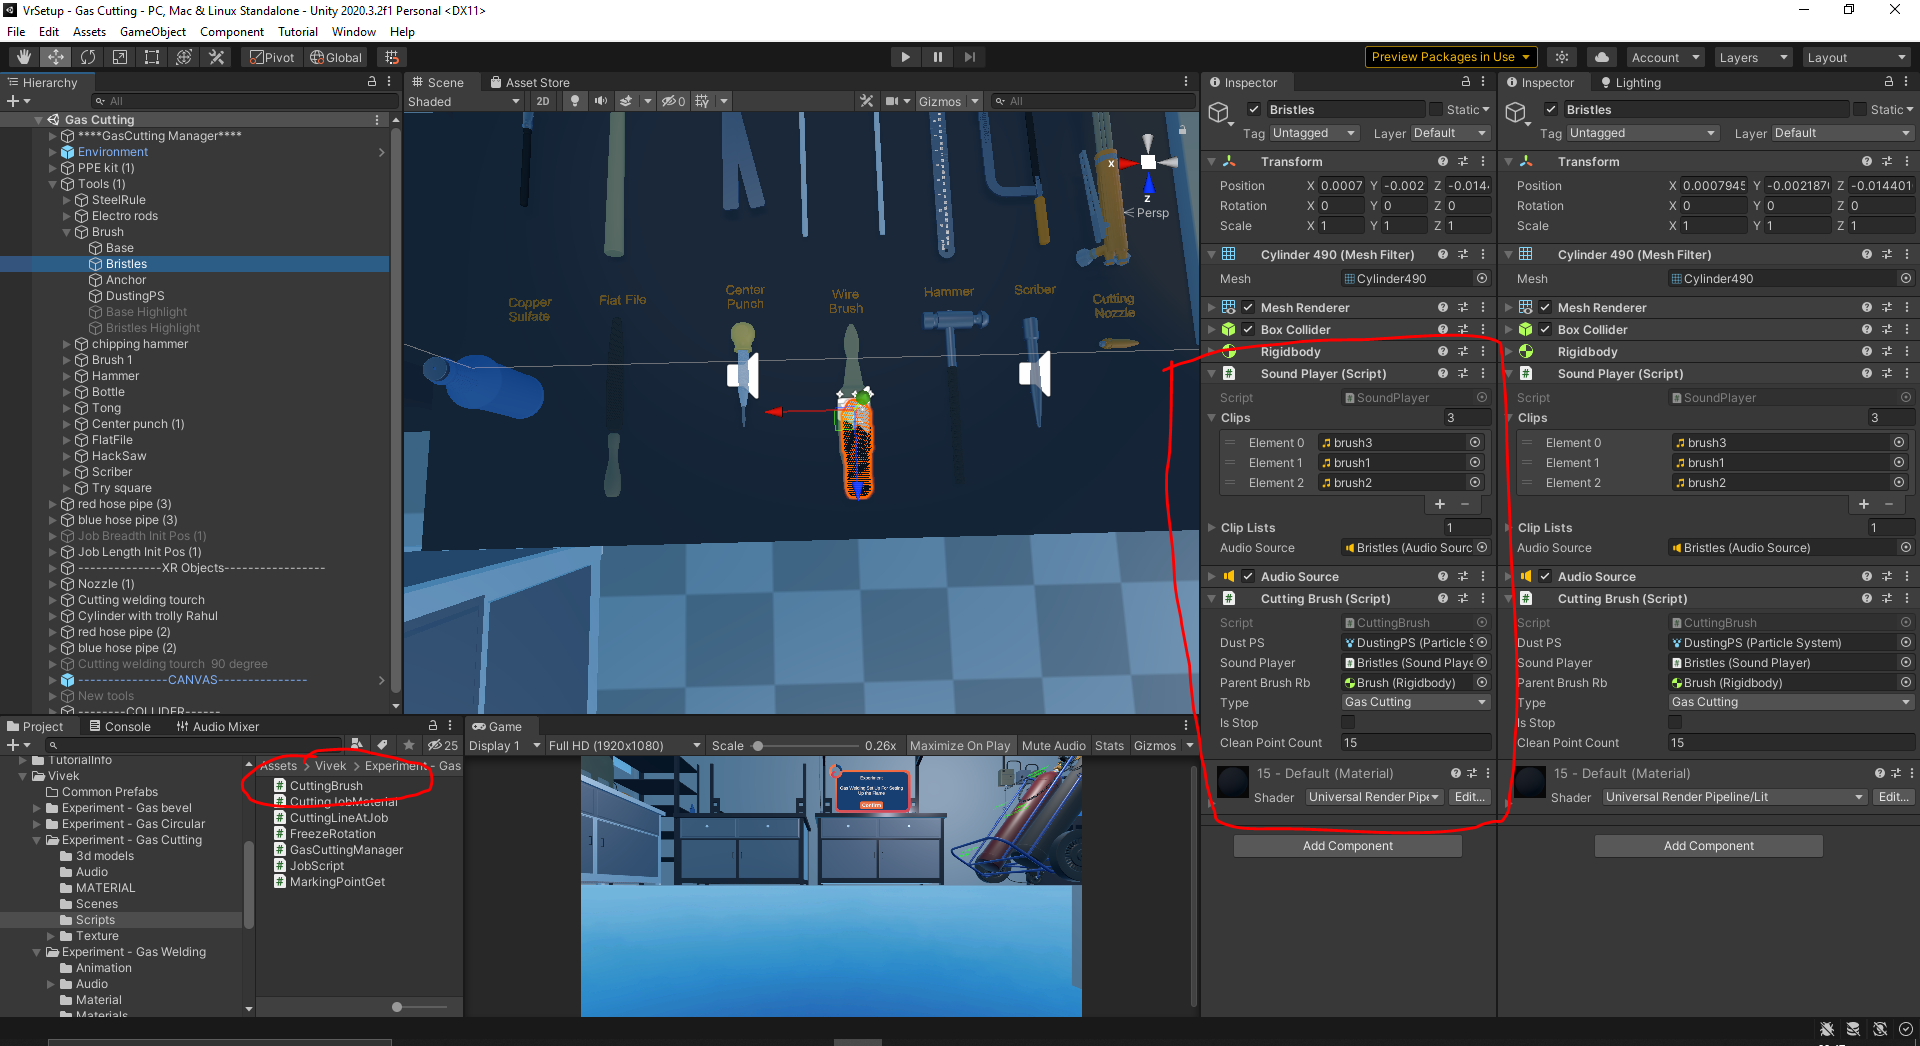 VrSetup - Gas Cutting - PC, Mac & Linux Standalone - Unity 2020.3.2f1 Personal <DX11>
File Edit Assets GameObject Component Tutorial Window Help
Pivot Global Preview Packages in Use Account Layers Layout
Hierarchy
All
Gas Cutting
****GasCutting Manager****
Environment
PPE kit (1)
Tools (1)
SteelRule
Electro rods
Brush
Base
Bristles
Anchor
DustingPS
Base Highlight
Bristles Highlight
chipping hammer
Brush 1
Hammer
Bottle
Tong
Center punch (1)
FlatFile
HackSaw
Scriber
Try square
red hose pipe (3)
blue hose pipe (3)
Job Breadth Init Pos (1)
Job Length Init Pos (1)
--------------XR Objects-----------------
Nozzle (1)
Cutting welding tourch
Cylinder with trolly Rahul
red hose pipe (2)
blue hose pipe (2)
Cutting welding tourch 90 degree
---------------CANVAS---------------
New tools
--------COLLIDER------
Scene Asset Store
Shaded 2D 0 Gizmos All
x
z
Persp
Copper
Sulfate
Flat File
Center
Punch
Wire
Brush
Hammer
Scriber
Cutting
Nozzle
Inspector
Bristles Static
Tag Untagged Layer Default
Transform
Position X 0.0007 Y -0.002 Z -0.014
Rotation X 0 Y 0 Z 0
Scale X 1 Y 1 Z 1
Cylinder 490 (Mesh Filter)
Mesh Cylinder490
Mesh Renderer
Box Collider
Rigidbody
Sound Player (Script)
Script SoundPlayer
Clips 3
Element 0 brush3
Element 1 brush1
Element 2 brush2
Clip Lists 1
Audio Source Bristles (Audio Sourc
Audio Source
Cutting Brush (Script)
Script CuttingBrush
Dust PS DustingPS (Particle S
Sound Player Bristles (Sound Playe
Parent Brush Rb Brush (Rigidbody)
Type Gas Cutting
Is Stop
Clean Point Count 15
15 - Default (Material)
Shader Universal Render Pipe Edit...
Add Component
Inspector Lighting
Bristles Static
Tag Untagged Layer Default
Transform
Position X 0.0007945 Y -0.002187 Z -0.014401
Rotation X 0 Y 0 Z 0
Scale X 1 Y 1 Z 1
Cylinder 490 (Mesh Filter)
Mesh Cylinder490
Mesh Renderer
Box Collider
Rigidbody
Sound Player (Script)
Script SoundPlayer
Clips 3
Element 0 brush3
Element 1 brush1
Element 2 brush2
Clip Lists 1
Audio Source Bristles (Audio Source)
Audio Source
Cutting Brush (Script)
Script CuttingBrush
Dust PS DustingPS (Particle System)
Sound Player Bristles (Sound Player)
Parent Brush Rb Brush (Rigidbody)
Type Gas Cutting
Is Stop
Clean Point Count 15
15 - Default (Material)
Shader Universal Render Pipeline/Lit Edit...
Add Component
Project Console Audio Mixer
25
TutorialInfo
Vivek
Common Prefabs
Experiment - Gas bevel
Experiment - Gas Circular
Experiment - Gas Cutting
3d models
Audio
MATERIAL
Scenes
Scripts
Texture
Experiment - Gas Welding
Animation
Audio
Material
Materials
Assets > Vivek > Experiment - Gas
CuttingBrush
CuttingJobMaterial
CuttingLineAtJob
FreezeRotation
GasCuttingManager
JobScript
MarkingPointGet
Game
Display 1 Full HD (1920x1080) Scale 0.26x Maximize On Play Mute Audio Stats Gizmos
Experiment
Gas Welding Set Up For Setting
Up the Flame
Confirm